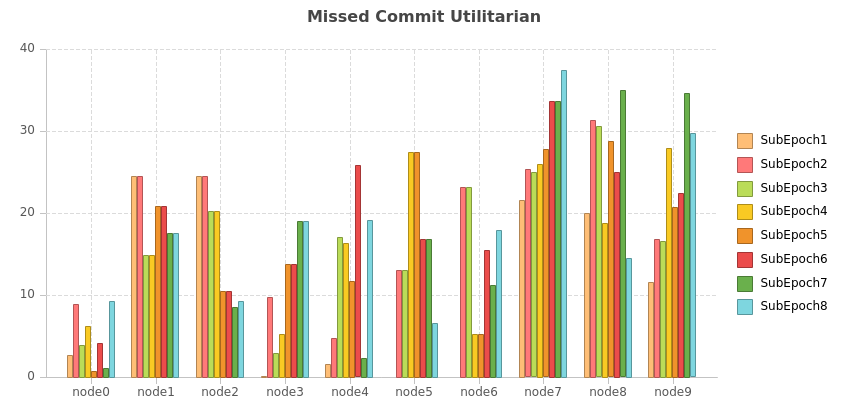 Missed Commit Utilitarian
40
30
20
10
0
node0 node1 node2 node3 node4 node5 node6 node7 node8 node9
SubEpoch1
SubEpoch2
SubEpoch3
SubEpoch4
SubEpoch5
SubEpoch6
SubEpoch7
SubEpoch8